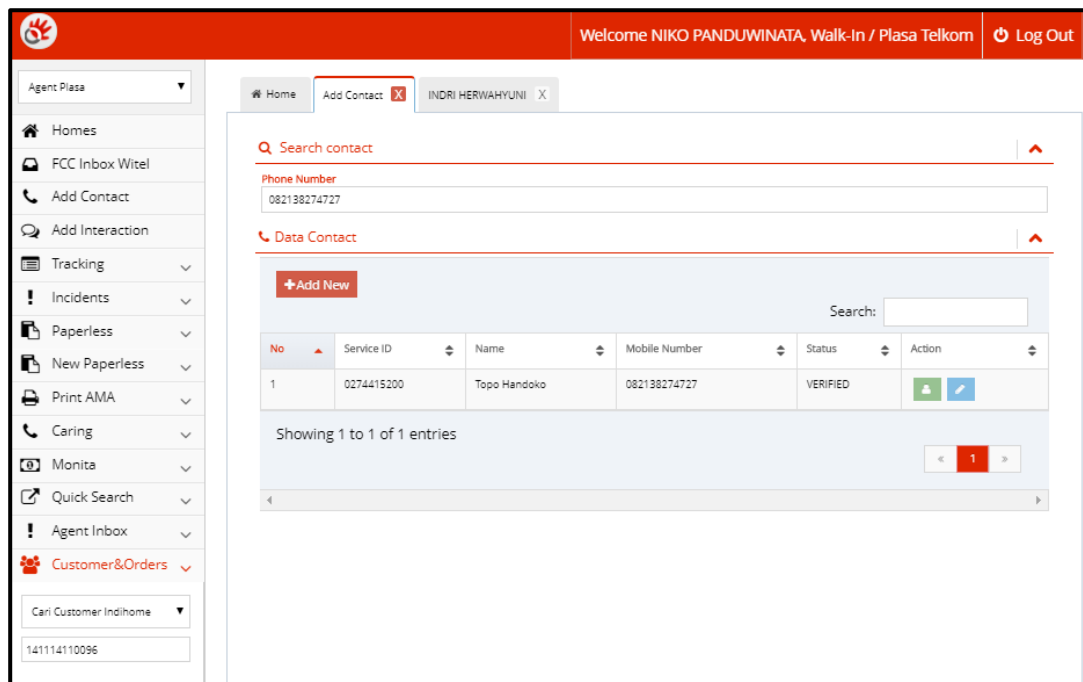 Welcome NIKO PANDUWINATA, Walk-In / Plasa Telkom
Log Out
Agent Plasa
Homes
FCC Inbox Witel
Add Contact
Add Interaction
Tracking
Incidents
Paperless
New Paperless
Print AMA
Caring
Monita
Quick Search
Agent Inbox
Customer&Orders
Cari Customer Indihome
141114110096
Home
Add Contact X
INDRI HERWAHYUNI X
Search contact
Phone Number
082138274727
Data Contact
+Add New
Search:
No Service ID Name Mobile Number Status Action
1 0274415200 Topo Handoko 082138274727 VERIFIED
Showing 1 to 1 of 1 entries
« 1 »